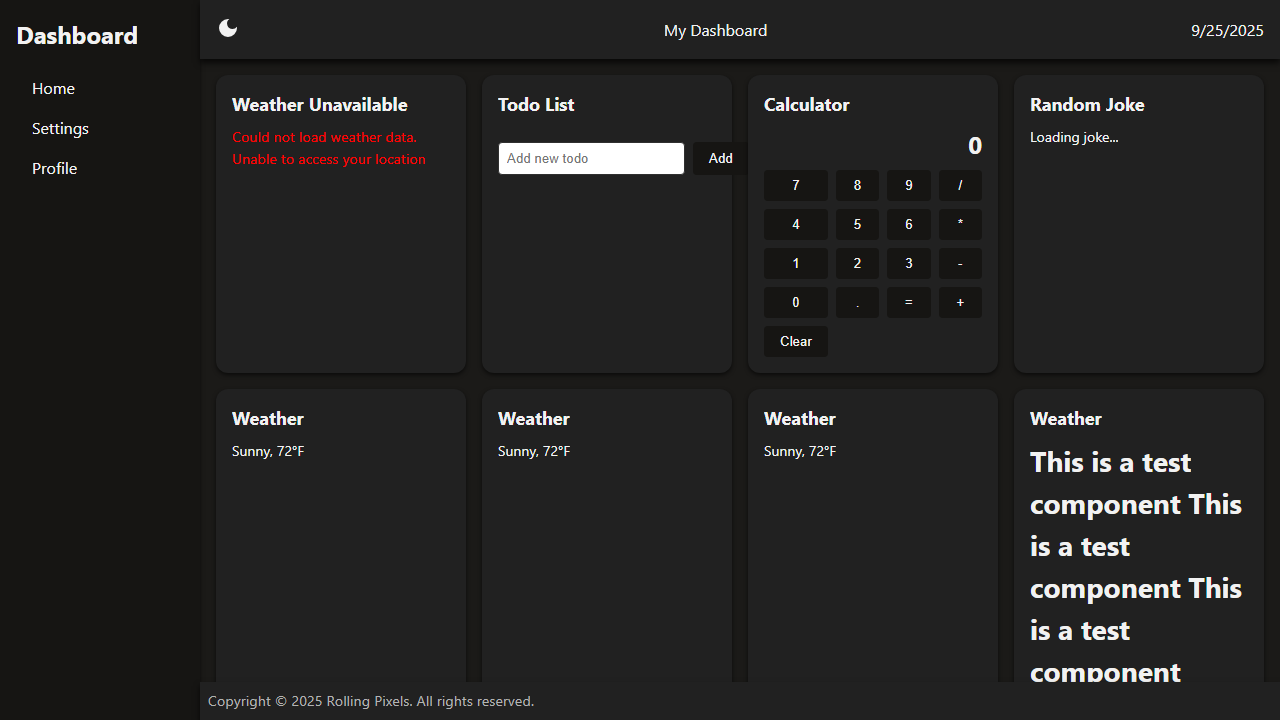 Dashboard
Home
Settings
Profile
My Dashboard
9/25/2025
Weather Unavailable
Could not load weather data.
Unable to access your location
Todo List
Add new todo
Add
Calculator
0
7 8 9 /
4 5 6 *
1 2 3 -
0 . = +
Clear
Random Joke
Loading joke...
Weather
Sunny, 72°F
Weather
Sunny, 72°F
Weather
Sunny, 72°F
Weather
This is a test
component This
is a test
component This
is a test
component
Copyright © 2025 Rolling Pixels. All rights reserved.